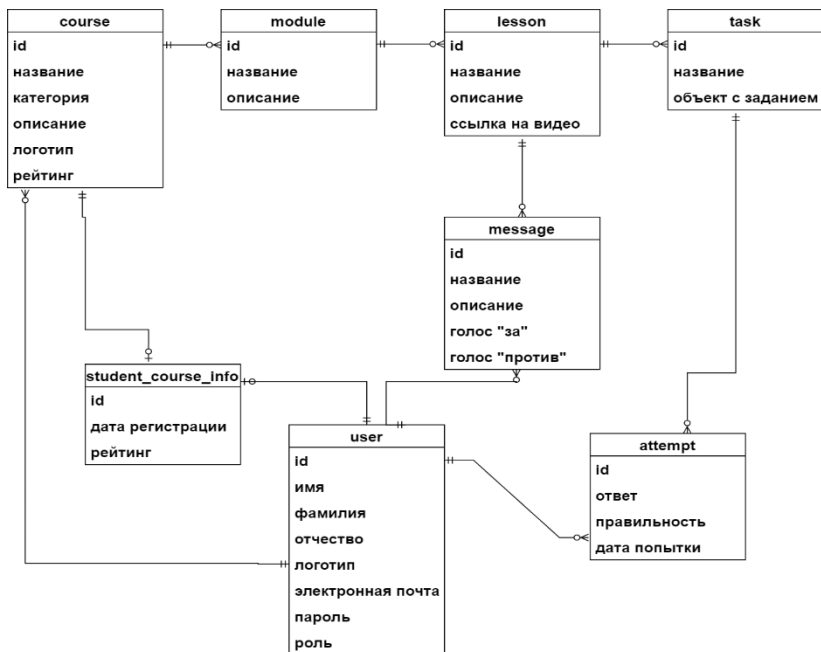 course
id
название
категория
описание
логотип
рейтинг
module
id
название
описание
lesson
id
название
описание
ссылка на видео
task
id
название
объект с заданием
message
id
название
описание
голос "за"
голос "против"
student_course_info
id
дата регистрации
рейтинг
user
id
имя
фамилия
отчество
логотип
электронная почта
пароль
роль
attempt
id
ответ
правильность
дата попытки